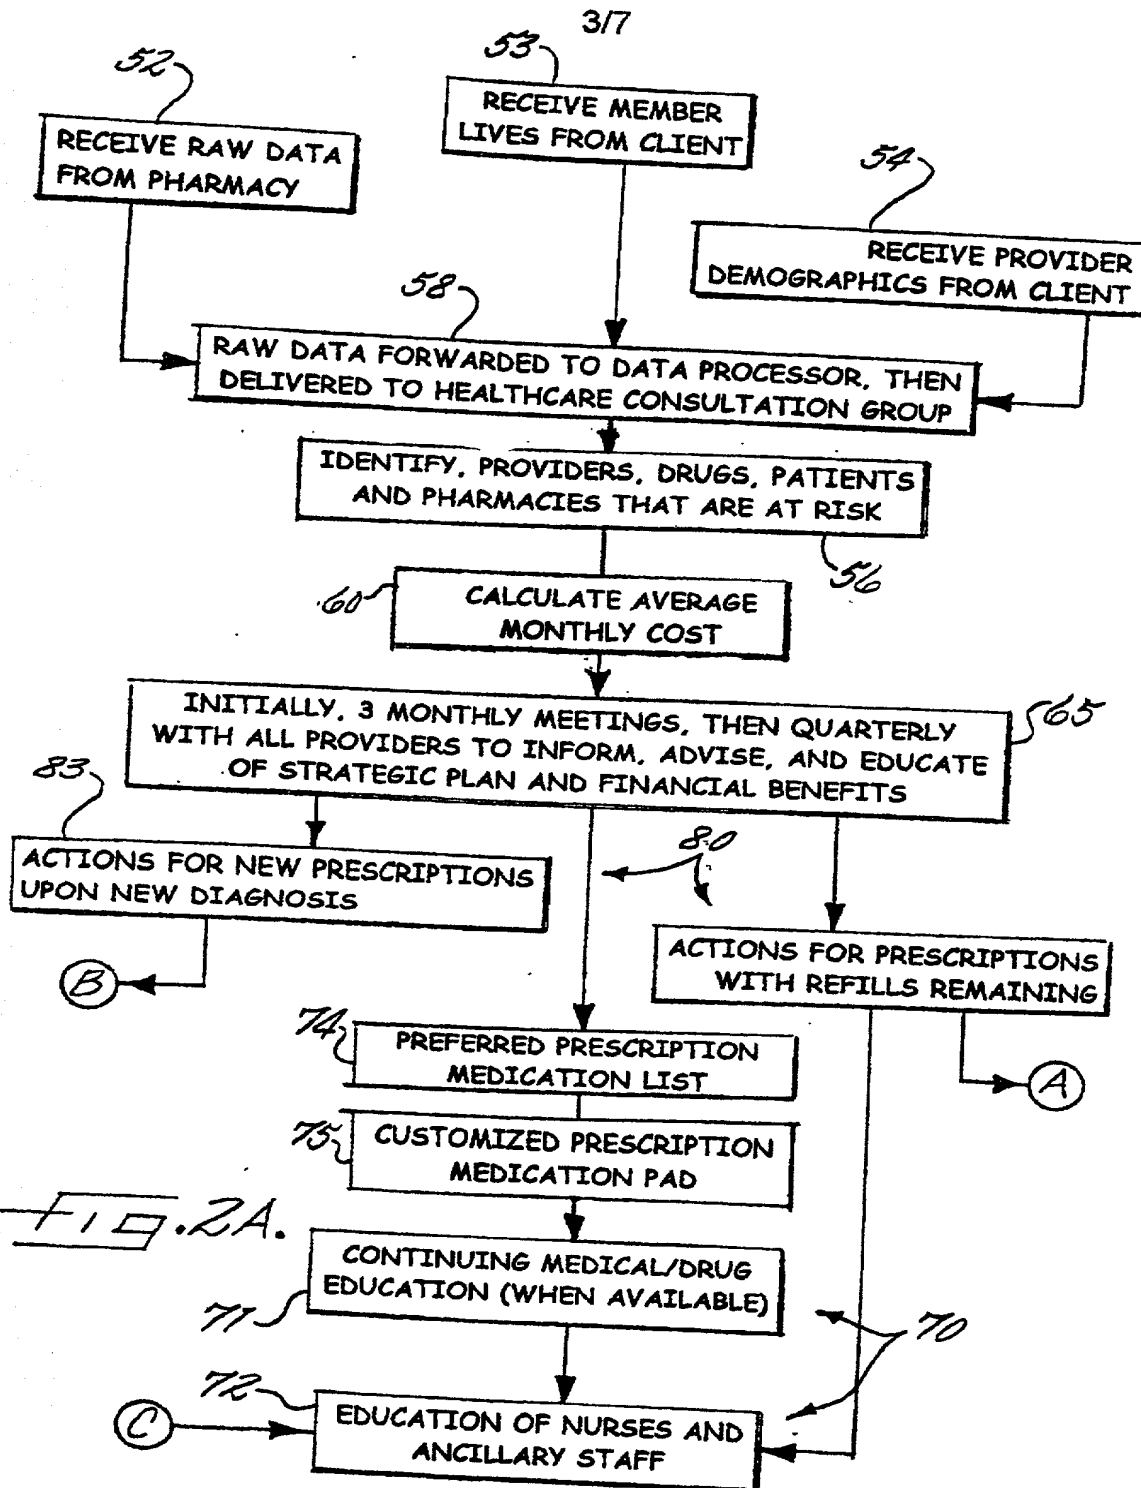 3/7
52
53
RECEIVE RAW DATA
FROM PHARMACY
RECEIVE MEMBER
LIVES FROM CLIENT
54
RECEIVE PROVIDER
DEMOGRAPHICS FROM CLIENT
58
RAW DATA FORWARDED TO DATA PROCESSOR, THEN
DELIVERED TO HEALTHCARE CONSULTATION GROUP
IDENTIFY, PROVIDERS, DRUGS, PATIENTS
AND PHARMACIES THAT ARE AT RISK
56
60
CALCULATE AVERAGE
MONTHLY COST
65
INITIALLY, 3 MONTHLY MEETINGS, THEN QUARTERLY
WITH ALL PROVIDERS TO INFORM, ADVISE, AND EDUCATE
OF STRATEGIC PLAN AND FINANCIAL BENEFITS
83
80
ACTIONS FOR NEW PRESCRIPTIONS
UPON NEW DIAGNOSIS
B
ACTIONS FOR PRESCRIPTIONS
WITH REFILLS REMAINING
A
74
PREFERRED PRESCRIPTION
MEDICATION LIST
75
CUSTOMIZED PRESCRIPTION
MEDICATION PAD
Fig. 2A.
CONTINUING MEDICAL/DRUG
EDUCATION (WHEN AVAILABLE)
71
70
72
C
EDUCATION OF NURSES AND
ANCILLARY STAFF